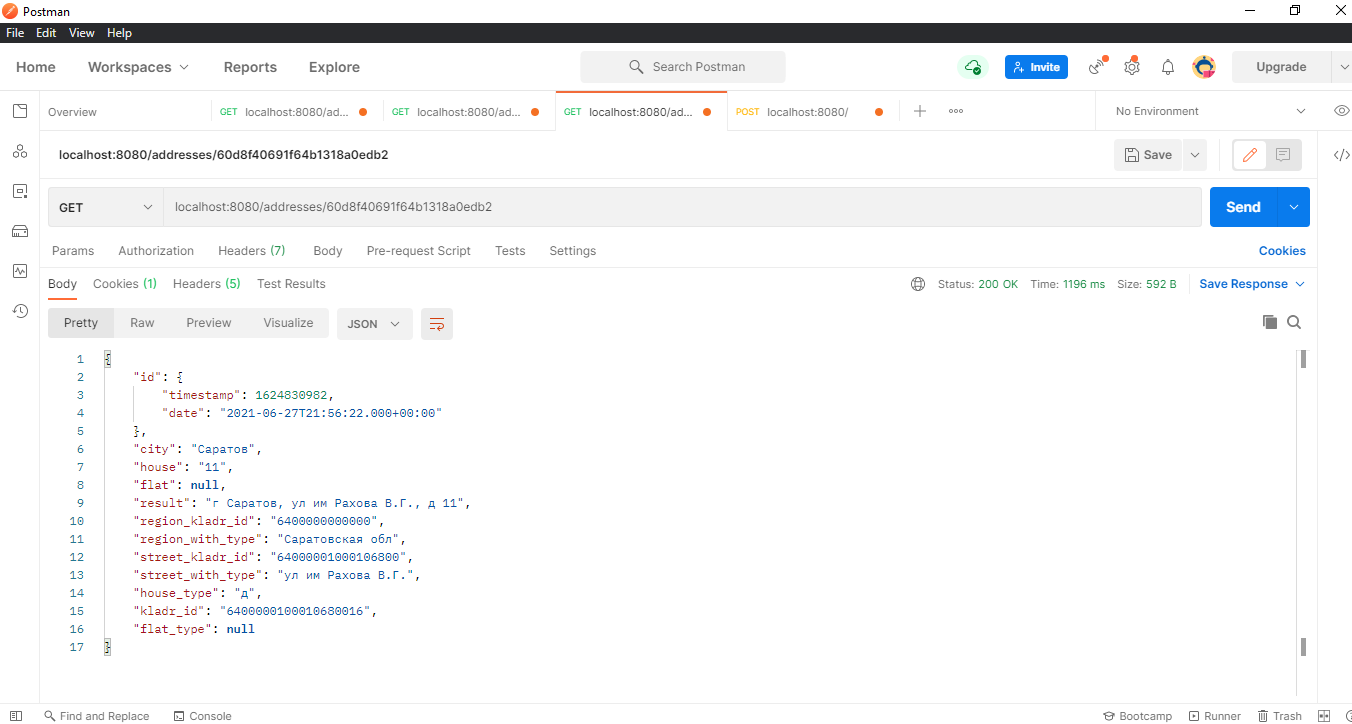 Postman
File Edit View Help
Home Workspaces Reports Explore Search Postman Invite Upgrade
Overview GET localhost:8080/ad... GET localhost:8080/ad... GET localhost:8080/ad... POST localhost:8080/ No Environment
localhost:8080/addresses/60d8f40691f64b1318a0edb2 Save
GET localhost:8080/addresses/60d8f40691f64b1318a0edb2 Send
Params Authorization Headers (7) Body Pre-request Script Tests Settings Cookies
Body Cookies (1) Headers (5) Test Results Status: 200 OK Time: 1196 ms Size: 592 B Save Response
Pretty Raw Preview Visualize JSON
1 {
2 "id": {
3 "timestamp": 1624830982,
4 "date": "2021-06-27T21:56:22.000+00:00"
5 },
6 "city": "Саратов",
7 "house": "11",
8 "flat": null,
9 "result": "г Саратов, ул им Рахова В.Г., д 11",
10 "region_kladr_id": "6400000000000",
11 "region_with_type": "Саратовская обл",
12 "street_kladr_id": "64000001000106800",
13 "street_with_type": "ул им Рахова В.Г.",
14 "house_type": "д",
15 "kladr_id": "6400000100010680016",
16 "flat_type": null
17 }
Find and Replace Console Bootcamp Runner Trash